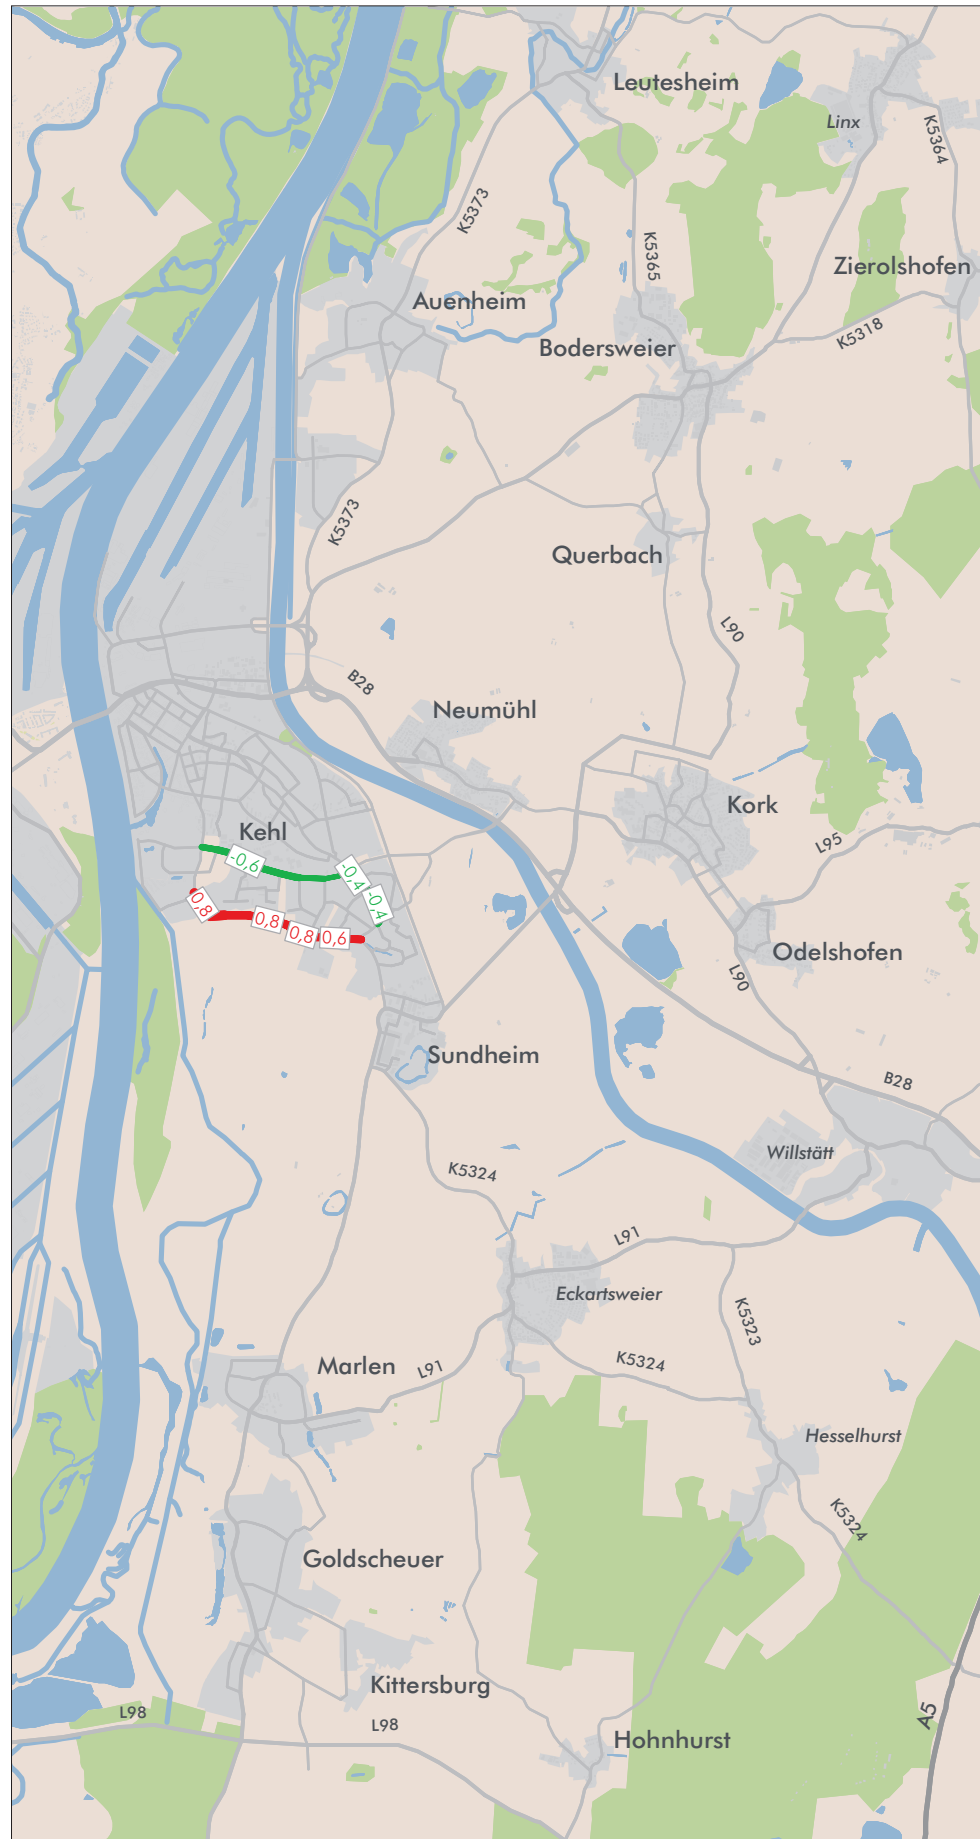 Leutesheim
Linx
K5364
K5373
K5365
Zierolshofen
Auenheim
K5318
Bodersweier
K5373
Querbach
L90
B28
Neumühl
Kork
Kehl
L95
-0,6
-0,4
-0,4
0,8
0,8
0,8
0,6
Odelshofen
L90
Sundheim
B28
Willstätt
K5324
L91
Eckartsweier
K5323
Marlen
L91
K5324
Hesselhurst
K5324
Goldscheuer
Kittersburg
L98
L98
A5
Hohnhurst